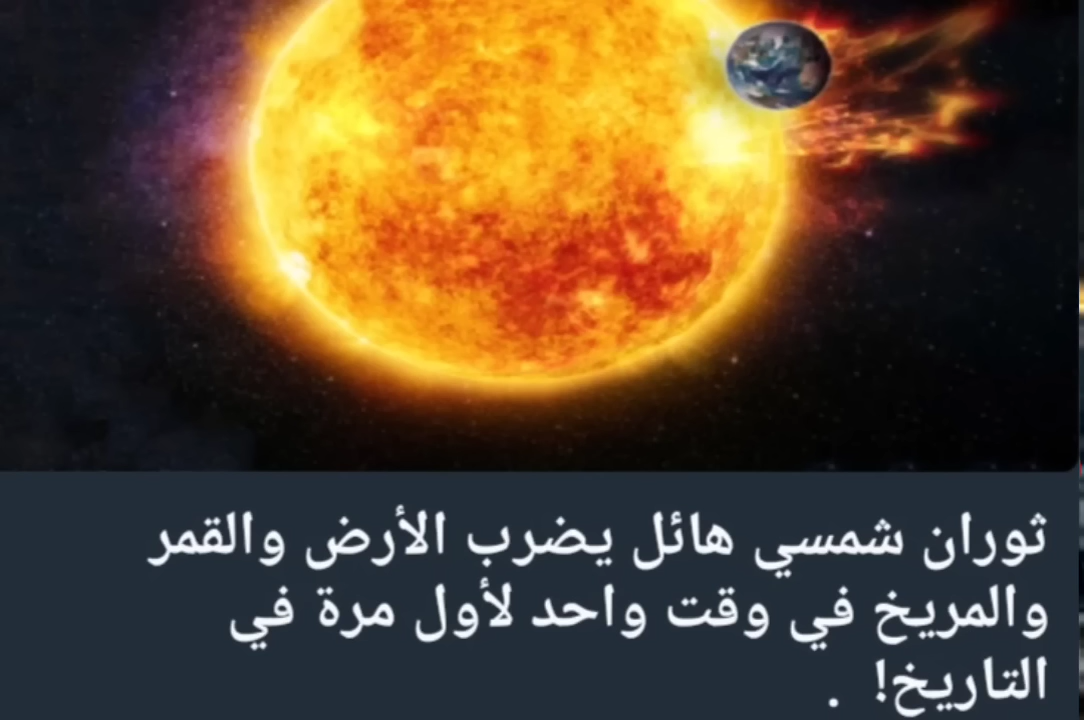 ثوران شمسي هائل يضرب الأرض والقمر
والمريخ في وقت واحد لأول مرة في
التاريخ! .